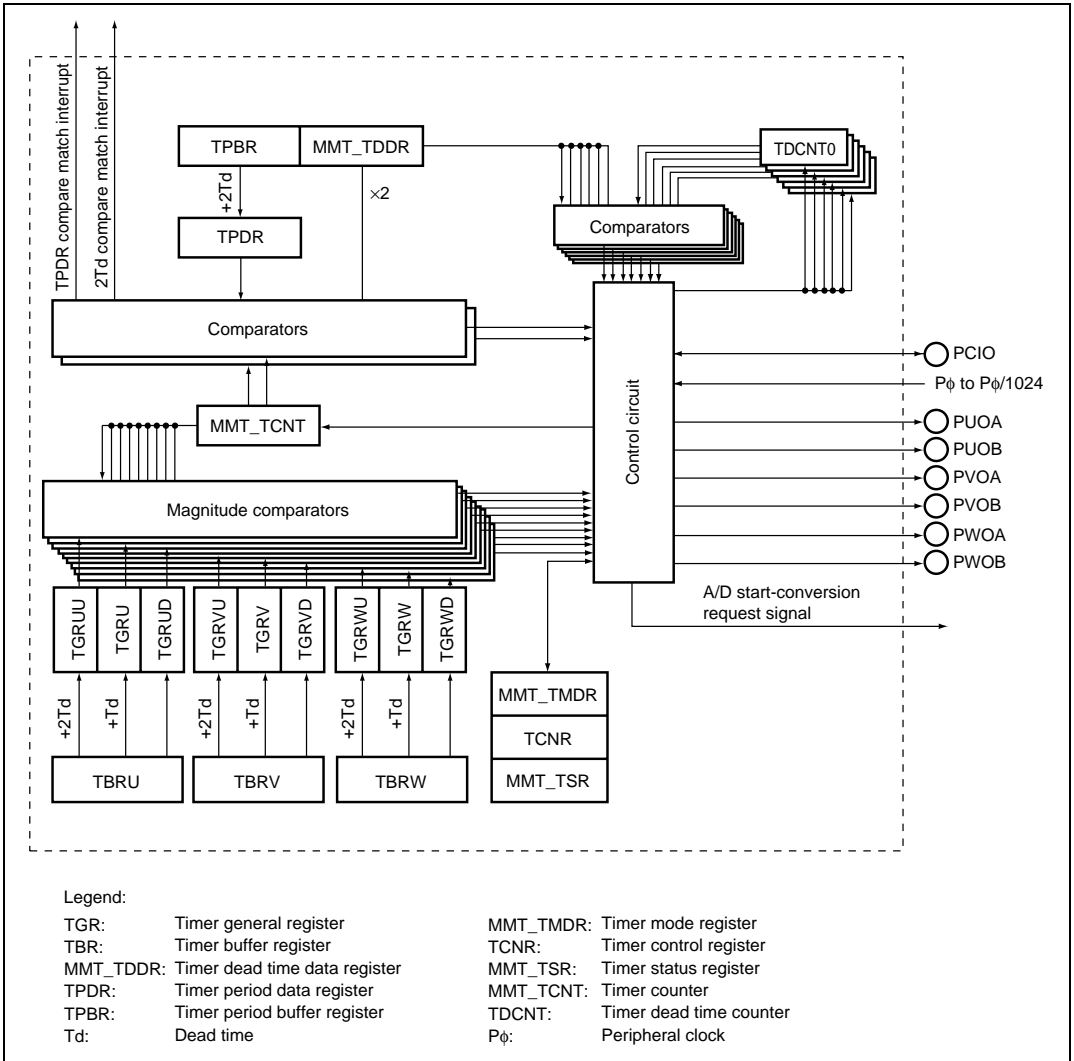 TPDR compare match interrupt
2Td compare match interrupt
TPBR
MMT_TDDR
TDCNT0
+2Td
×2
TPDR
Comparators
Comparators
PCIO
Pϕ to Pϕ/1024
MMT_TCNT
Control circuit
PUOA
PUOB
PVOA
PVOB
PWOA
PWOB
Magnitude comparators
A/D start-conversion
request signal
TGRUU
TGRU
TGRUD
TGRVU
TGRV
TGRVD
TGRWU
TGRW
TGRWD
+2Td
+Td
+2Td
+Td
+2Td
+Td
MMT_TMDR
TCNR
MMT_TSR
TBRU
TBRV
TBRW
Legend:
TGR: Timer general register
TBR: Timer buffer register
MMT_TDDR: Timer dead time data register
TPDR: Timer period data register
TPBR: Timer period buffer register
Td: Dead time
MMT_TMDR: Timer mode register
TCNR: Timer control register
MMT_TSR: Timer status register
MMT_TCNT: Timer counter
TDCNT: Timer dead time counter
Pϕ: Peripheral clock